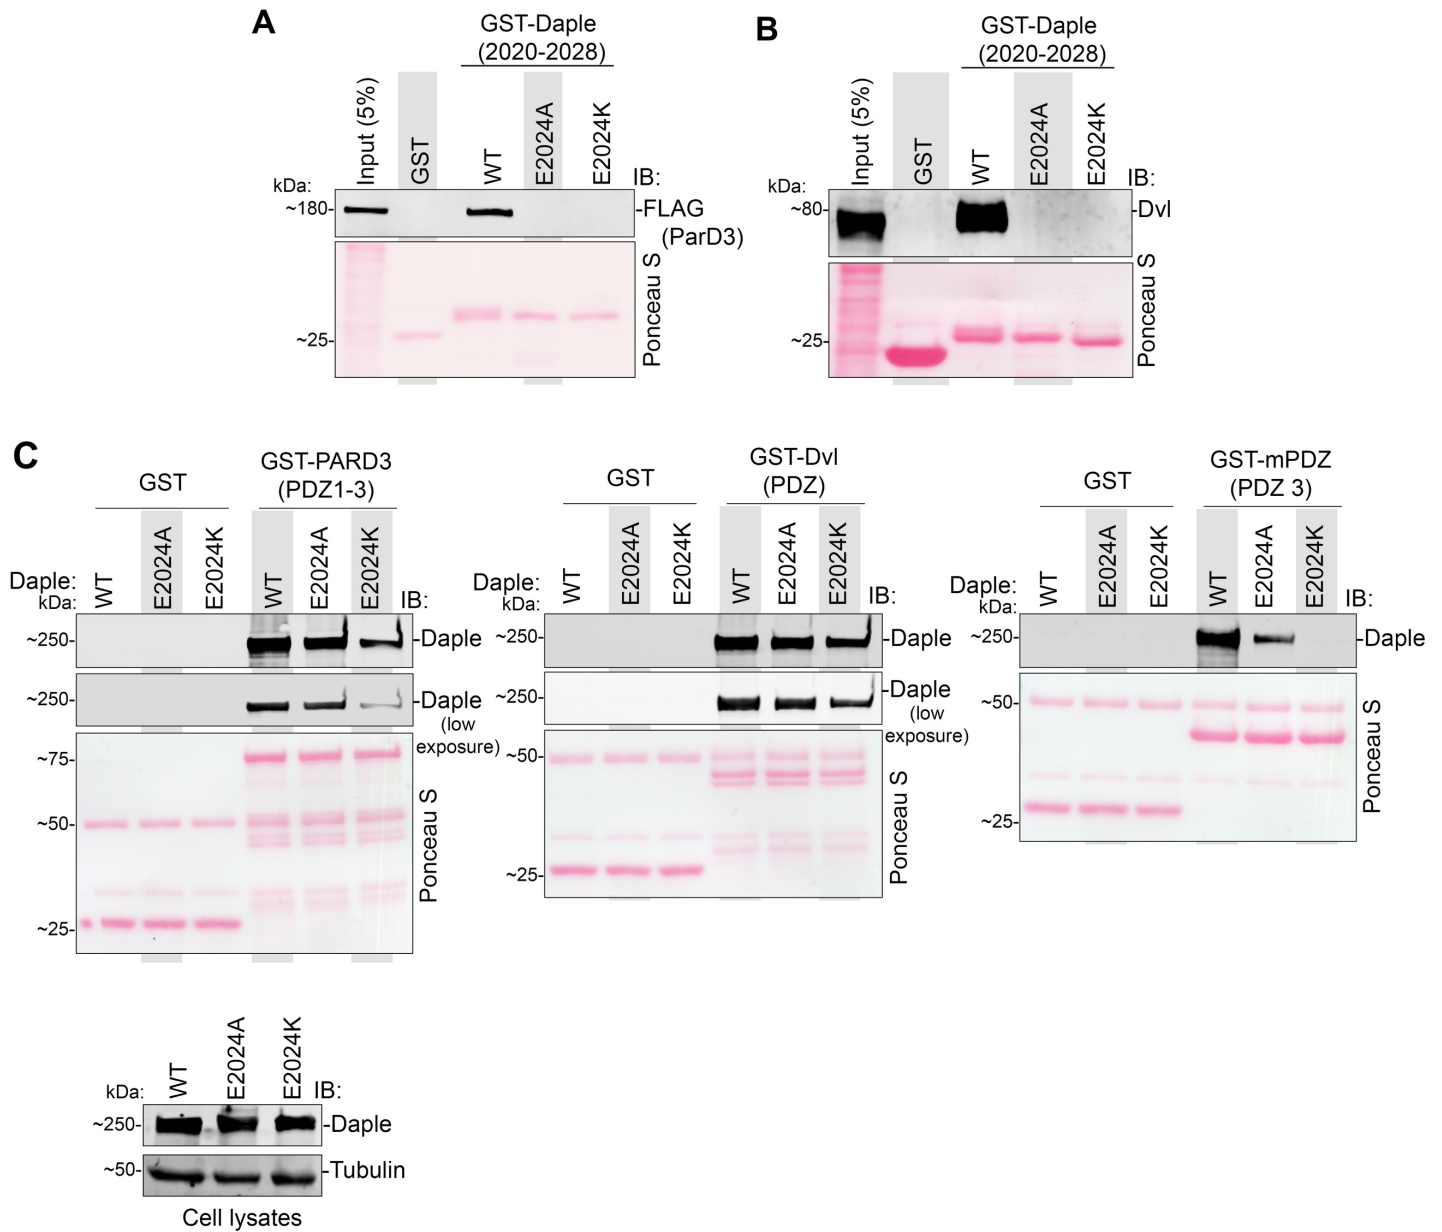 A
GST-Daple
(2020-2028)
Input (5%)
GST
WT
E2024A
E2024K
kDa:
IB:
~180-
-FLAG
(ParD3)
~25-
Ponceau S
B
GST-Daple
(2020-2028)
Input (5%)
GST
WT
E2024A
E2024K
kDa:
IB:
~80-
-Dvl
~25-
Ponceau S
C
GST
GST-PARD3
(PDZ1-3)
Daple:
kDa:
WT
E2024A
E2024K
WT
E2024A
E2024K
IB:
~250-
-Daple
~250-
-Daple
(low
exposure)
~75-
~50-
~25-
Ponceau S
GST
GST-Dvl
(PDZ)
Daple:
kDa:
WT
E2024A
E2024K
WT
E2024A
E2024K
IB:
~250-
-Daple
~250-
-Daple
(low
exposure)
~50-
~25-
Ponceau S
GST
GST-mPDZ
(PDZ 3)
Daple:
kDa:
WT
E2024A
E2024K
WT
E2024A
E2024K
IB:
~250-
-Daple
~50-
~25-
Ponceau S
kDa:
WT
E2024A
E2024K
IB:
~250-
-Daple
~50-
-Tubulin
Cell lysates